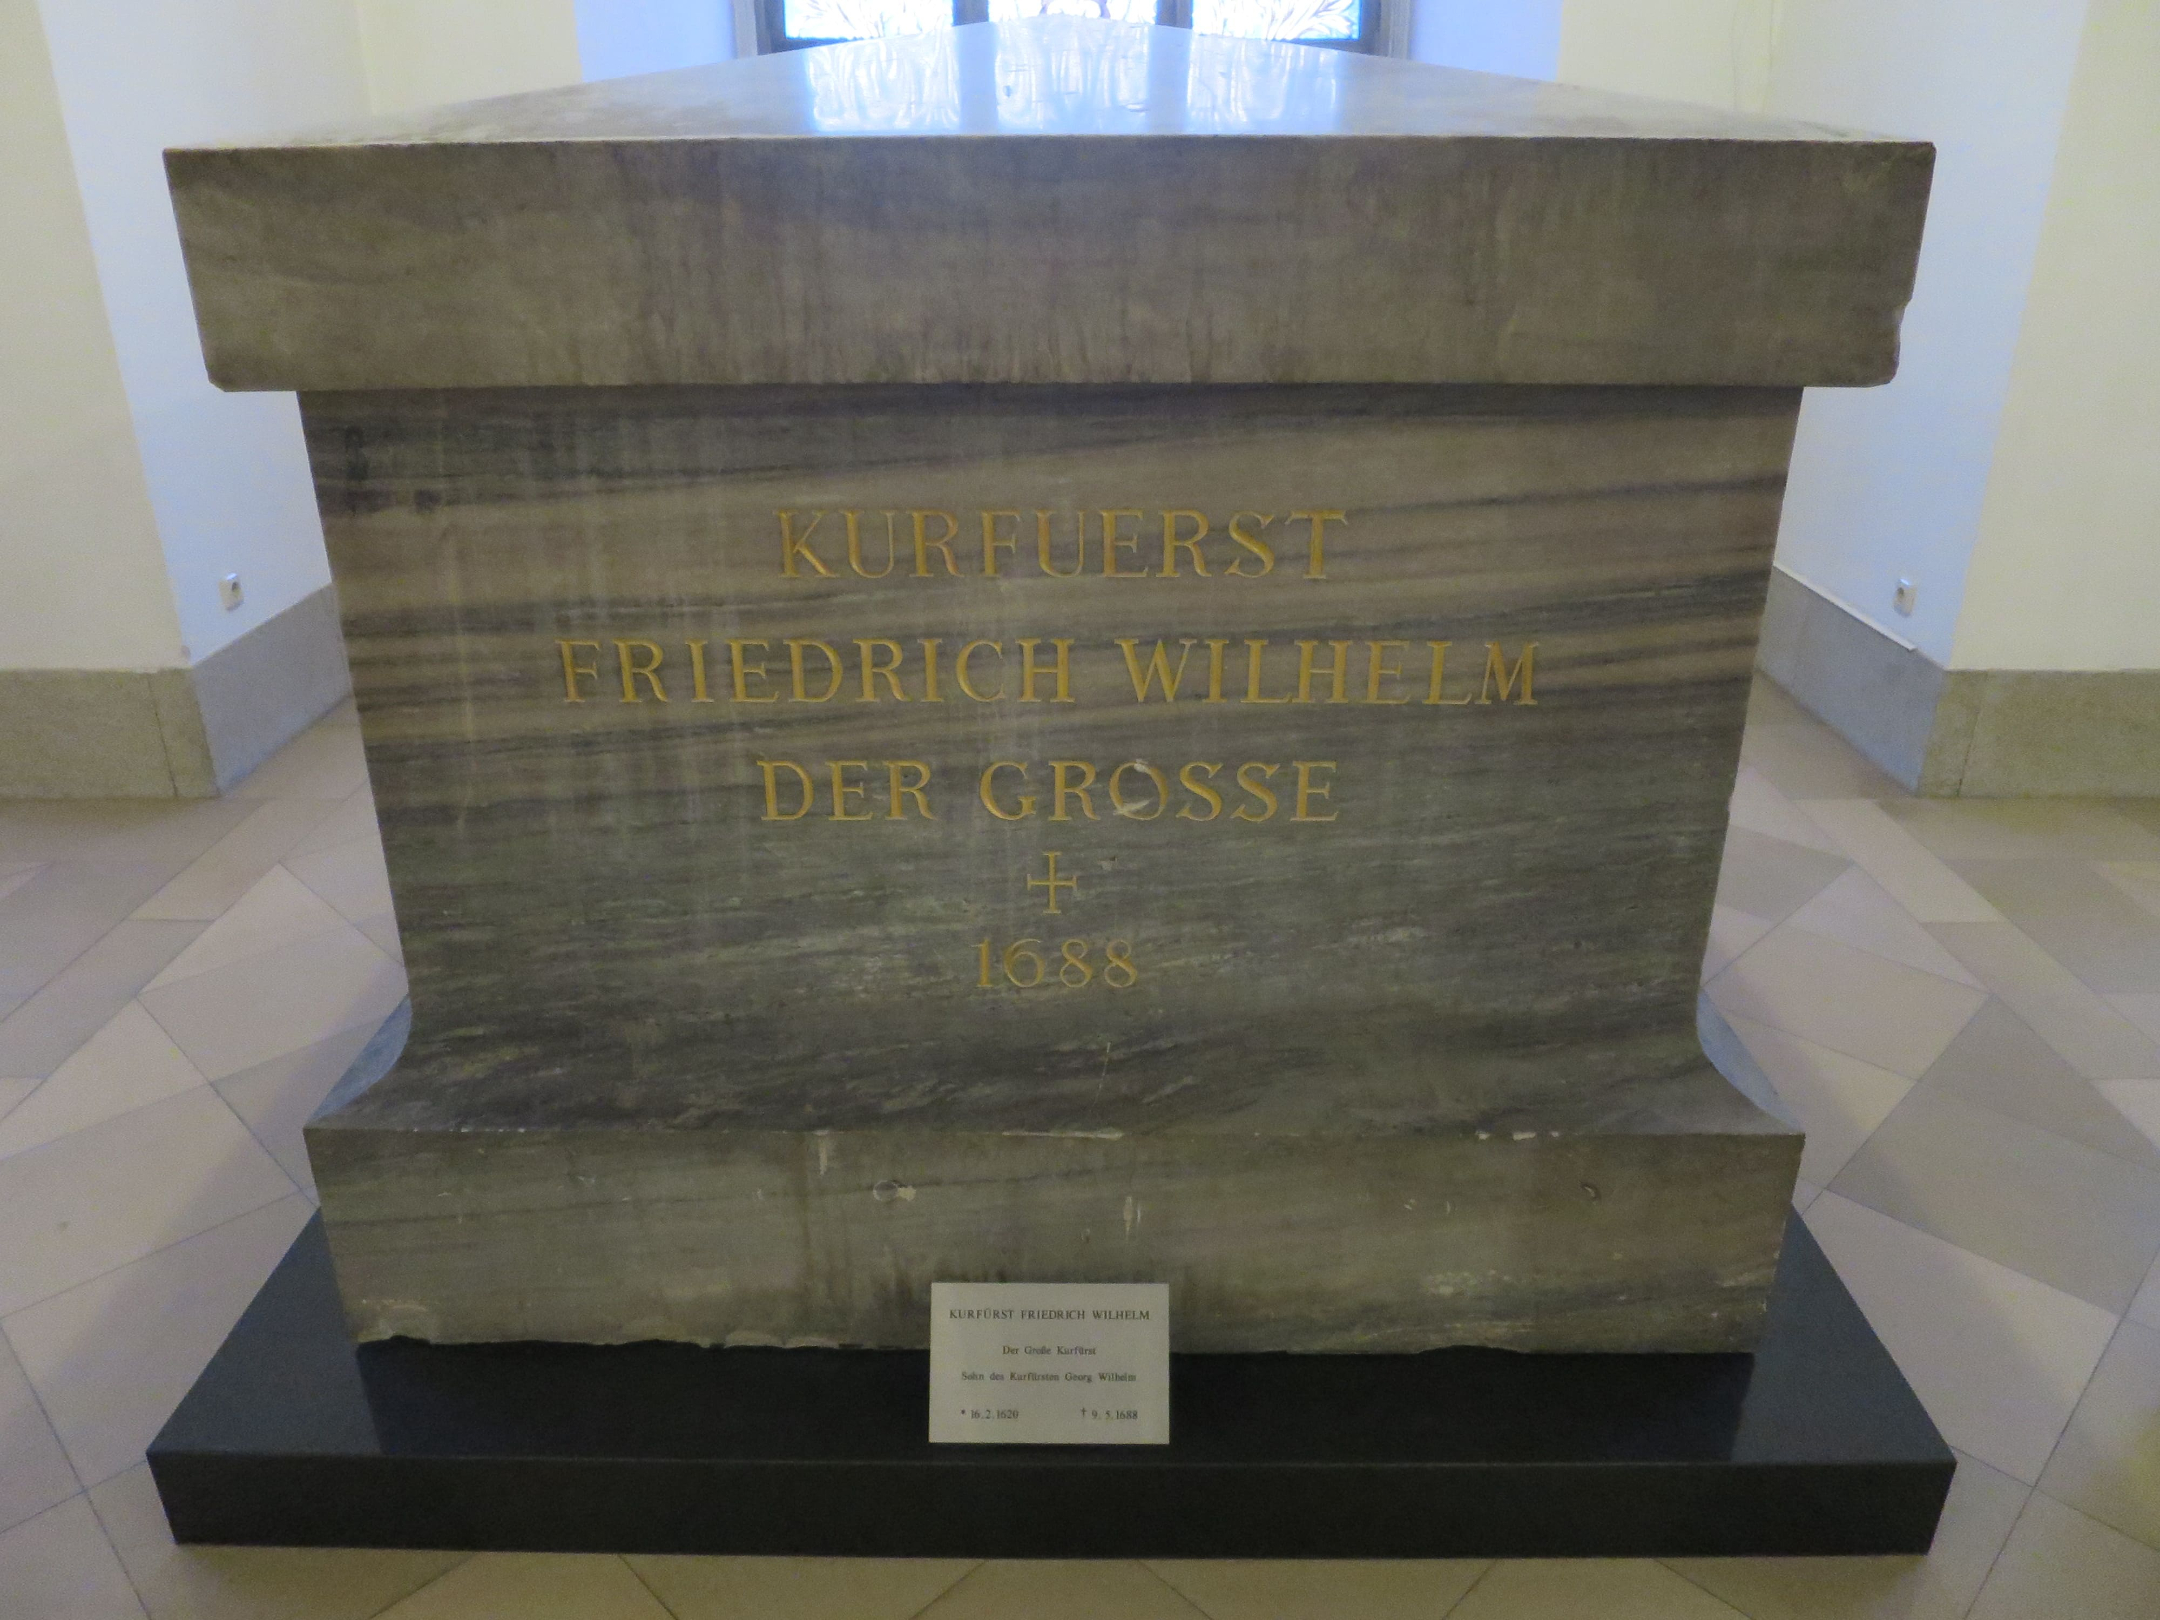 KURFUERST
FRIEDRICH WILHELM
DER GROSSE
+
1688
KURFÜRST FRIEDRICH WILHELM
Der Große Kurfürst
Sohn des Kurfürsten Georg Wilhelm
* 16. 2. 1620 † 9. 5. 1688